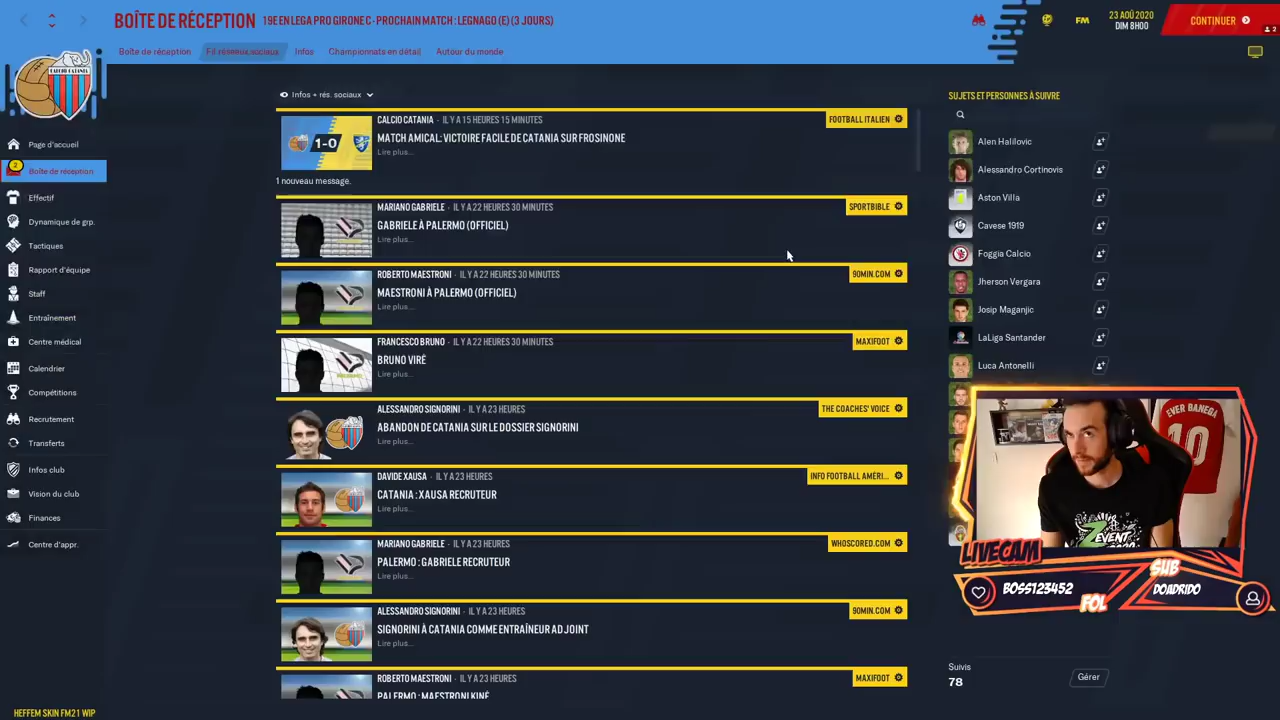 BOÎTE DE RÉCEPTION
19E EN LEGA PRO GIRONE C · PROCHAIN MATCH : LEGNAGO (E) (3 JOURS)
FM
23 AOÛ 2020
DIM 8H00
CONTINUER
2
Boîte de réception
Fil réseaux sociaux
Infos
Championnats en détail
Autour du monde
Page d'accueil
2
Boîte de réception
Effectif
Dynamique de grp.
Tactiques
Rapport d'équipe
Staff
Entraînement
Centre médical
Calendrier
Compétitions
Recrutement
Transferts
Infos club
Vision du club
Finances
Centre d'appr.
HEFFEM SKIN FM21 WIP
Infos + rés. sociaux
1-0
CALCIO CATANIA · IL Y A 15 HEURES 15 MINUTES
FOOTBALL ITALIEN
MATCH AMICAL: VICTOIRE FACILE DE CATANIA SUR FROSINONE
Lire plus...
1 nouveau message.
MARIANO GABRIELE · IL Y A 22 HEURES 30 MINUTES
SPORTBIBLE
GABRIELE À PALERMO (OFFICIEL)
Lire plus...
ROBERTO MAESTRONI · IL Y A 22 HEURES 30 MINUTES
90MIN.COM
MAESTRONI À PALERMO (OFFICIEL)
Lire plus...
FRANCESCO BRUNO · IL Y A 22 HEURES 30 MINUTES
MAXIFOOT
BRUNO VIRÉ
Lire plus...
ALESSANDRO SIGNORINI · IL Y A 23 HEURES
THE COACHES' VOICE
ABANDON DE CATANIA SUR LE DOSSIER SIGNORINI
Lire plus...
DAVIDE XAUSA · IL Y A 23 HEURES
INFO FOOTBALL AMÉRI...
CATANIA : XAUSA RECRUTEUR
Lire plus...
MARIANO GABRIELE · IL Y A 23 HEURES
WHOSCORED.COM
PALERMO : GABRIELE RECRUTEUR
Lire plus...
ALESSANDRO SIGNORINI · IL Y A 23 HEURES
90MIN.COM
SIGNORINI À CATANIA COMME ENTRAÎNEUR ADJOINT
Lire plus...
ROBERTO MAESTRONI · IL Y A 23 HEURES
MAXIFOOT
PALERMO : MAESTRONI KINÉ
SUJETS ET PERSONNES À SUIVRE
Alen Halilovic
Alessandro Cortinovis
Aston Villa
Cavese 1919
Foggia Calcio
Jherson Vergara
Josip Maganjic
LaLiga Santander
Luca Antonelli
EVER BANEGA
10
ZEVENT
LIVECAM
BOSS123452
FOL
SUB
DOADRIDO
Suivis
78
Gérer